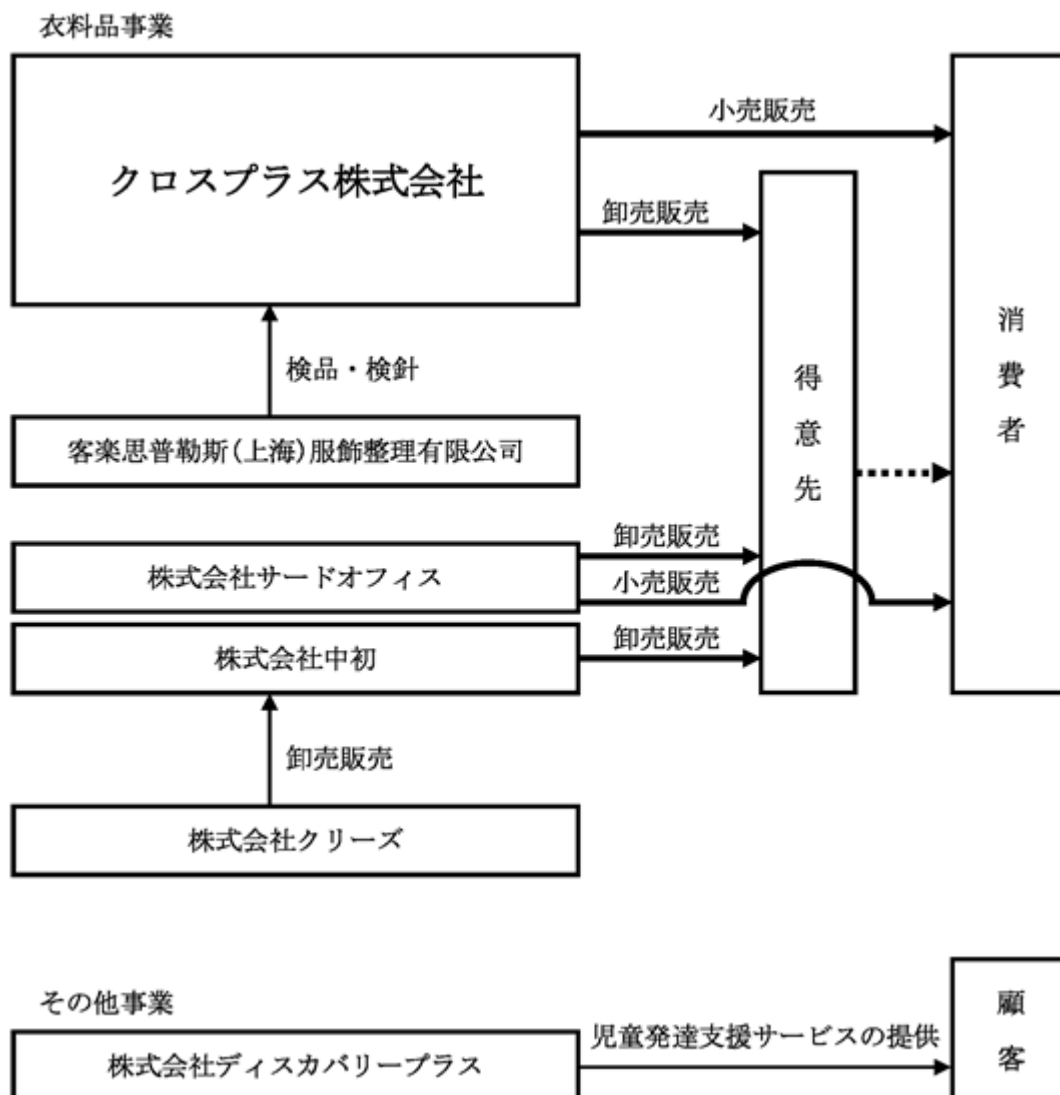 衣料品事業
クロスプラス株式会社
小売販売
卸売販売
検品・検針
客楽思普勒斯(上海)服飾整理有限公司
得意先
消費者
株式会社サードオフィス
卸売販売
小売販売
株式会社中初
卸売販売
卸売販売
株式会社クリーズ
その他事業
株式会社ディスカバリープラス
児童発達支援サービスの提供
顧客